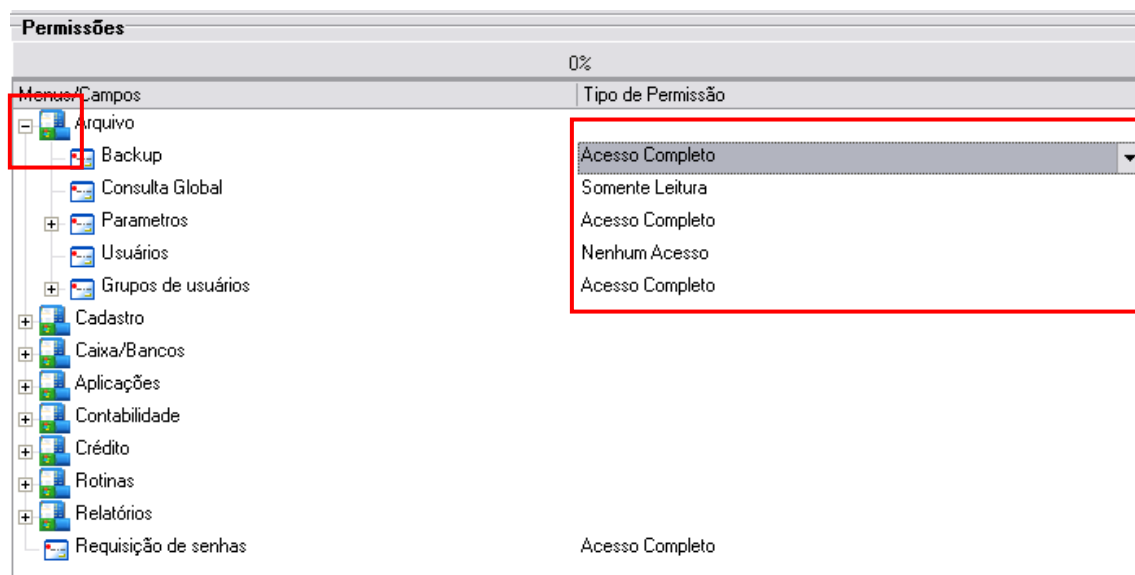 Permissões
0%
Menus/Campos Tipo de Permissão
Arquivo
Backup Acesso Completo
Consulta Global Somente Leitura
Parametros Acesso Completo
Usuários Nenhum Acesso
Grupos de usuários Acesso Completo
Cadastro
Caixa/Bancos
Aplicações
Contabilidade
Crédito
Rotinas
Relatórios
Requisição de senhas Acesso Completo